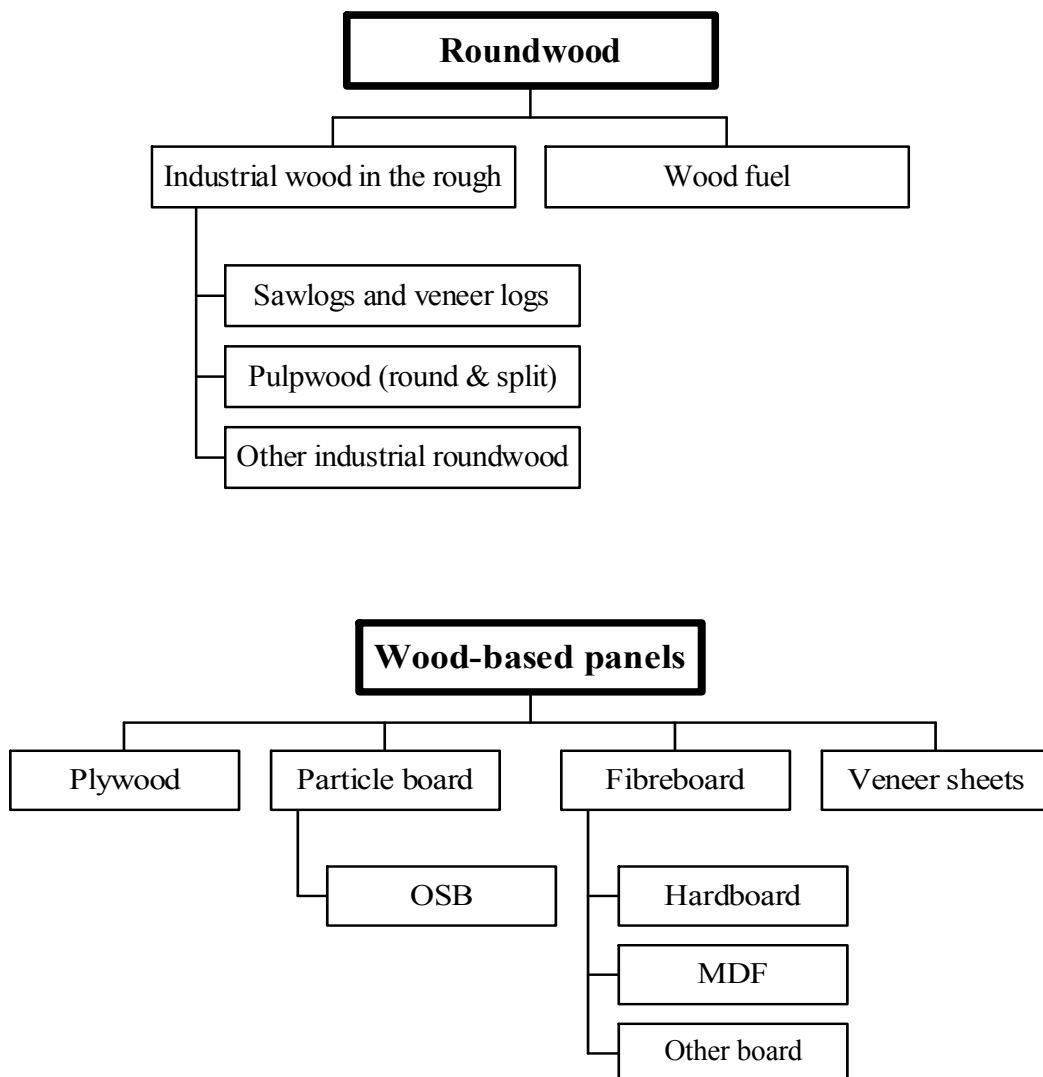 Roundwood
Industrial wood in the rough
Wood fuel
Sawlogs and veneer logs
Pulpwood (round & split)
Other industrial roundwood
Wood-based panels
Plywood
Particle board
Fibreboard
Veneer sheets
OSB
Hardboard
MDF
Other board